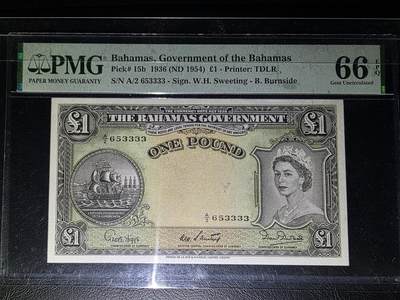 PMG
PAPER MONEY GUARANTY
Bahamas, Government of the Bahamas
Pick# 15b 1936 (ND 1954) £1 - Printer: TDLR
S/N A/2 653333 - Sign. W.H. Sweeting - B. Burnside
66 EPQ
Gem Uncirculated
£1
THE BAHAMAS GOVERNMENT
£1
A/2 653333
ONE POUND
A/2 653333
£1
£1